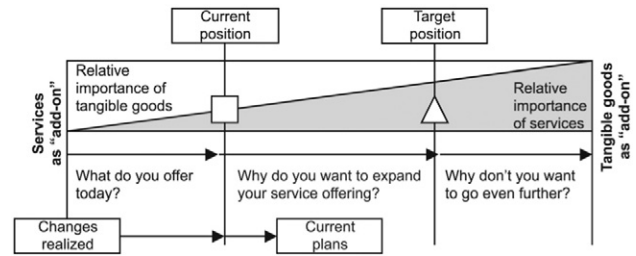 Current
position
Target
position
Services
as "add-on"
Relative
importance of
tangible goods
Relative
importance
of services
Tangible goods
as "add-on"
What do you offer
today?
Why do you want to expand
your service offering?
Why don't you want
to go even further?
Changes
realized
Current
plans